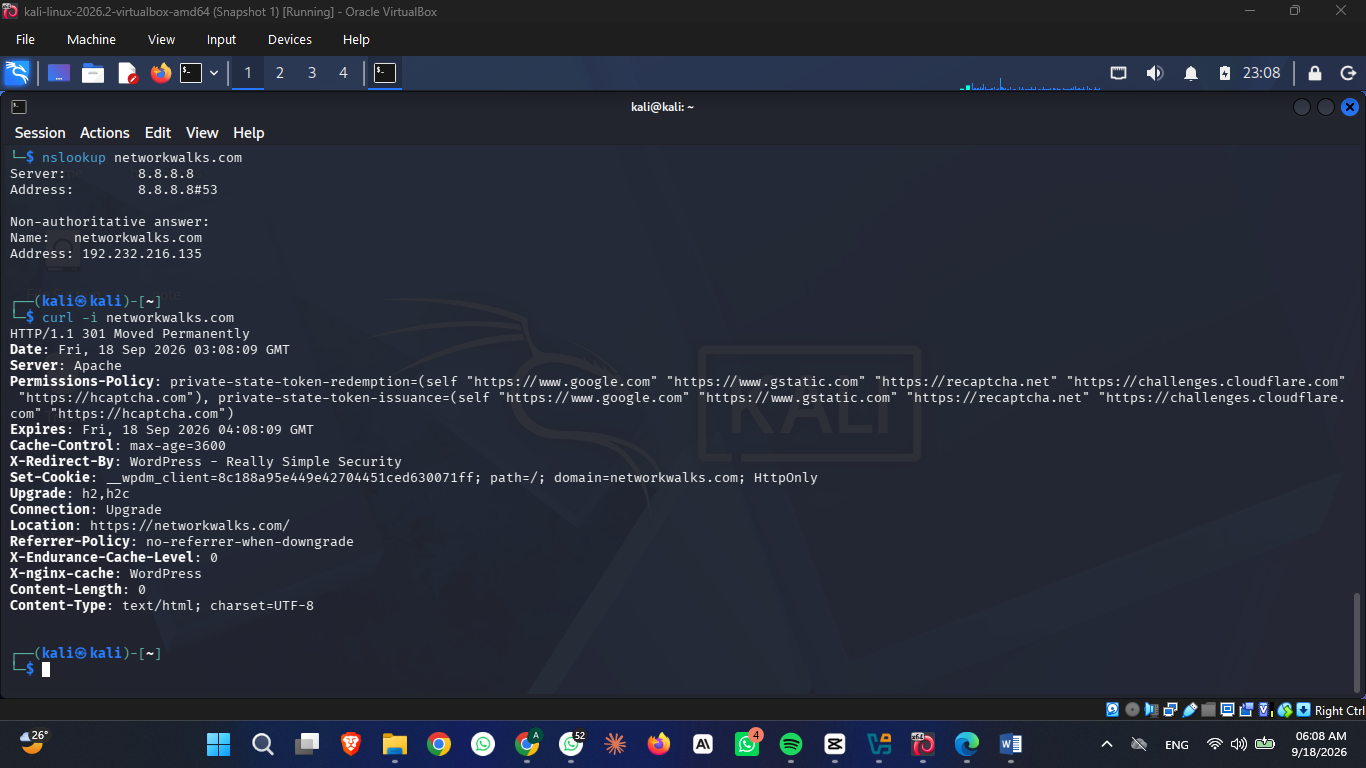 kali-linux-2026.2-virtualbox-amd64 (Snapshot 1) [Running] - Oracle VirtualBox
File Machine View Input Devices Help
1 2 3 4 23:08
kali@kali: ~
Session Actions Edit View Help
└─$ nslookup networkwalks.com
Server: 8.8.8.8
Address: 8.8.8.8#53
Non-authoritative answer:
Name: networkwalks.com
Address: 192.232.216.135
┌──(kali㉿kali)-[~]
└─$ curl -i networkwalks.com
HTTP/1.1 301 Moved Permanently
Date: Fri, 18 Sep 2026 03:08:09 GMT
Server: Apache
Permissions-Policy: private-state-token-redemption=(self "https://www.google.com" "https://www.gstatic.com" "https://recaptcha.net" "https://challenges.cloudflare.com"
"https://hcaptcha.com"), private-state-token-issuance=(self "https://www.google.com" "https://www.gstatic.com" "https://recaptcha.net" "https://challenges.cloudflare.
com" "https://hcaptcha.com")
Expires: Fri, 18 Sep 2026 04:08:09 GMT
Cache-Control: max-age=3600
X-Redirect-By: WordPress - Really Simple Security
Set-Cookie: __wpdm_client=8c188a95e449e42704451ced630071ff; path=/; domain=networkwalks.com; HttpOnly
Upgrade: h2,h2c
Connection: Upgrade
Location: https://networkwalks.com/
Referrer-Policy: no-referrer-when-downgrade
X-Endurance-Cache-Level: 0
X-nginx-cache: WordPress
Content-Length: 0
Content-Type: text/html; charset=UTF-8
KALI
┌──(kali㉿kali)-[~]
└─$
Right Ctrl
26°
A
52
4
ENG
06:08 AM
9/18/2026